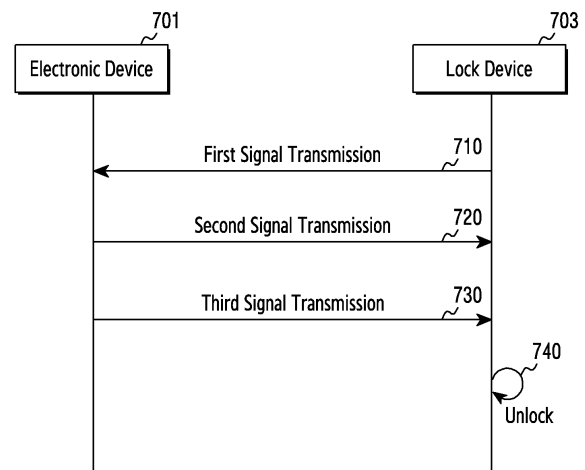 701
703
Electronic Device
Lock Device
First Signal Transmission
710
Second Signal Transmission
720
Third Signal Transmission
730
740
Unlock